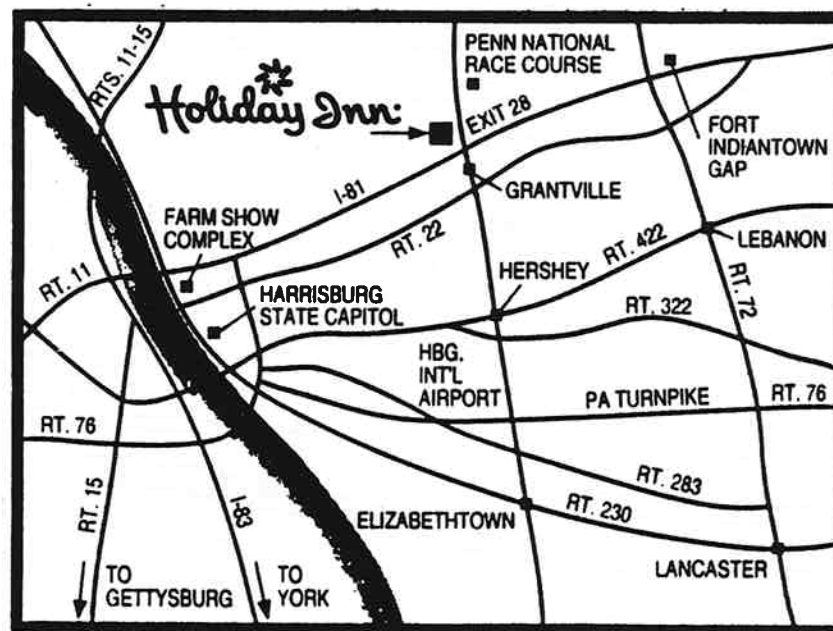 RTS. 11-15
PENN NATIONAL
RACE COURSE
Holiday Inn
EXIT 28
FORT
INDIANTOWN
GAP
GRANTVILLE
I-81
FARM SHOW
COMPLEX
RT. 22
RT. 422
LEBANON
RT. 11
HERSHEY
HARRISBURG
STATE CAPITOL
RT. 72
RT. 322
HBG.
INT'L
AIRPORT
PA TURNPIKE
RT. 76
RT. 76
RT. 283
RT. 15
I-83
ELIZABETHTOWN
RT. 230
LANCASTER
TO
GETTYSBURG
TO
YORK